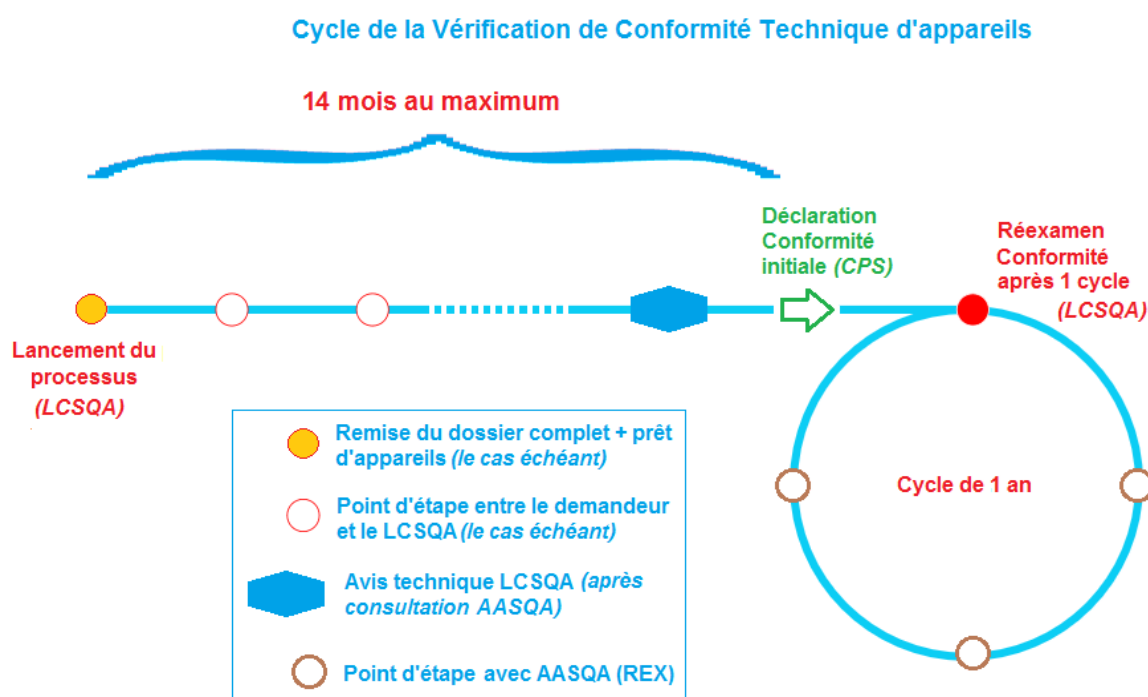 Cycle de la Vérification de Conformité Technique d'appareils
14 mois au maximum
Déclaration
Conformité
initiale (CPS)
Réexamen
Conformité
après 1 cycle
(LCSQA)
Lancement du
processus
(LCSQA)
Remise du dossier complet + prêt
d'appareils (le cas échéant)
Point d'étape entre le demandeur
et le LCSQA (le cas échéant)
Avis technique LCSQA (après
consultation AASQA)
Point d'étape avec AASQA (REX)
Cycle de 1 an